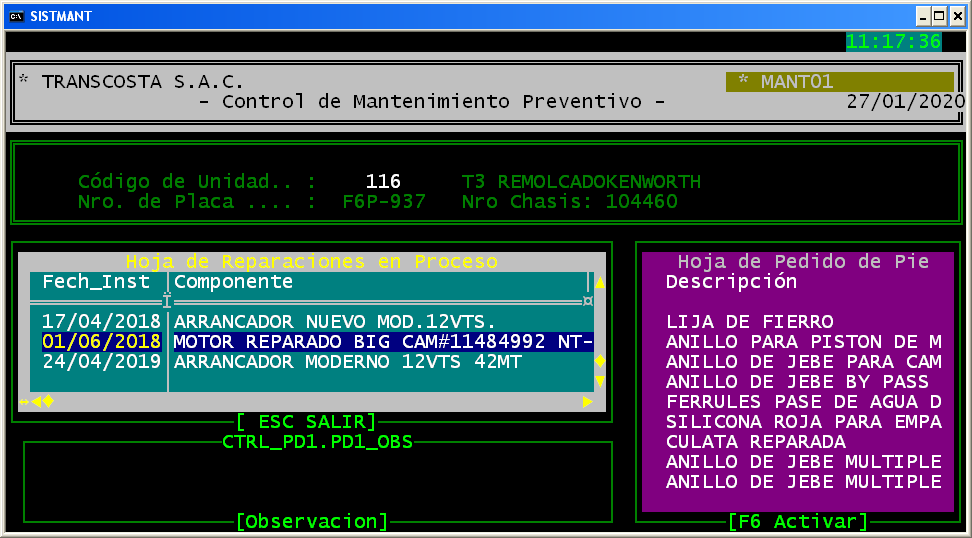 SISTMANT
11:17:36
* TRANSCOSTA S.A.C.
* MANT01
- Control de Mantenimiento Preventivo -
27/01/2020
Código de Unidad.. : 116 T3 REMOLCADOKENWORTH
Nro. de Placa .... : F6P-937 Nro Chasis: 104460
Hoja de Reparaciones en Proceso
Fech_Inst Componente
17/04/2018 ARRANCADOR NUEVO MOD.12VTS.
01/06/2018 MOTOR REPARADO BIG CAM#11484992 NT-
24/04/2019 ARRANCADOR MODERNO 12VTS 42MT
[ ESC SALIR]
CTRL_PD1.PD1_OBS
[Observacion]
Hoja de Pedido de Pie
Descripción
LIJA DE FIERRO
ANILLO PARA PISTON DE M
ANILLO DE JEBE PARA CAM
ANILLO DE JEBE BY PASS
FERRULES PASE DE AGUA D
SILICONA ROJA PARA EMPA
CULATA REPARADA
ANILLO DE JEBE MULTIPLE
ANILLO DE JEBE MULTIPLE
[F6 Activar]